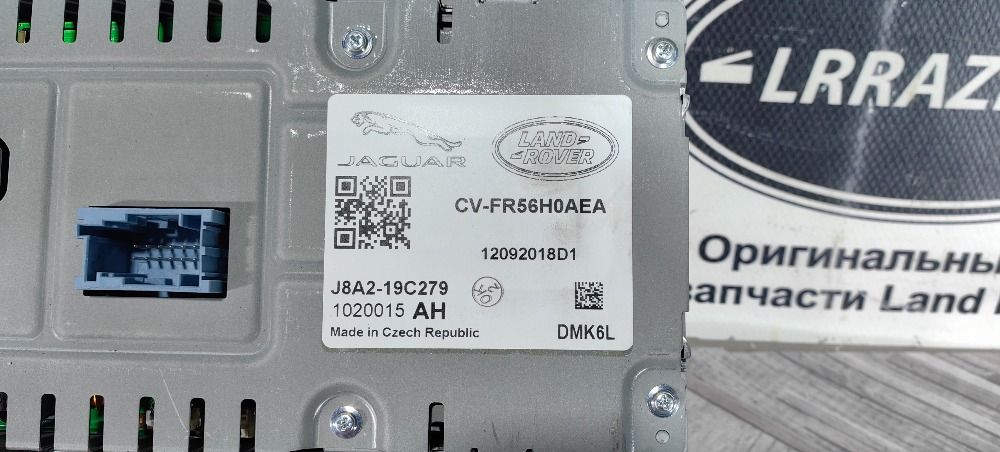 JAGUAR
LAND
ROVER
CV-FR56H0AEA
12092018D1
J8A2-19C279
1020015 AH
Made in Czech Republic
DMK6L
LRRAZ
Оригинальны
запчасти Land